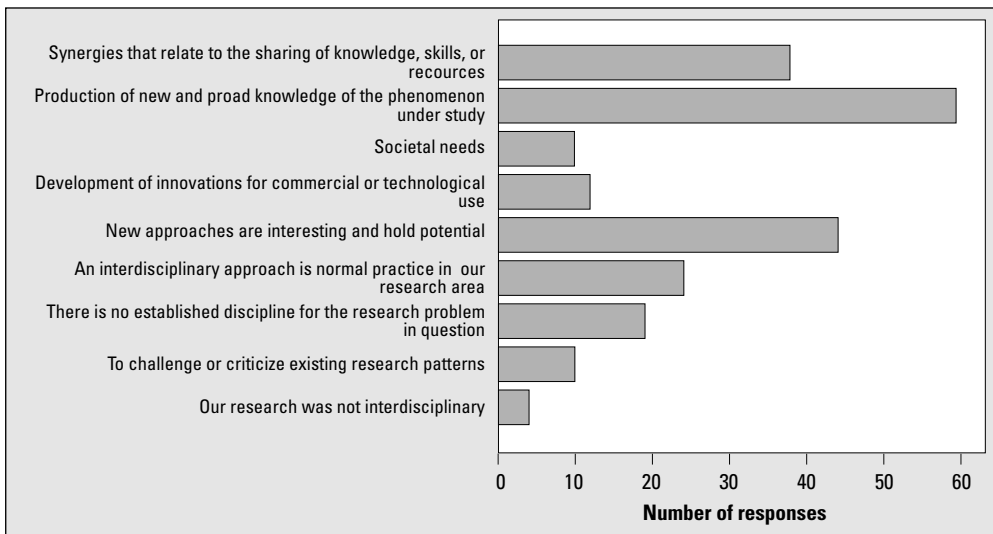 Synergies that relate to the sharing of knowledge, skills, or
recources
Production of new and proad knowledge of the phenomenon
under study
Societal needs
Development of innovations for commercial or technological
use
New approaches are interesting and hold potential
An interdisciplinary approach is normal practice in our
research area
There is no established discipline for the research problem
in question
To challenge or criticize existing research patterns
Our research was not interdisciplinary
0 10 20 30 40 50 60
Number of responses